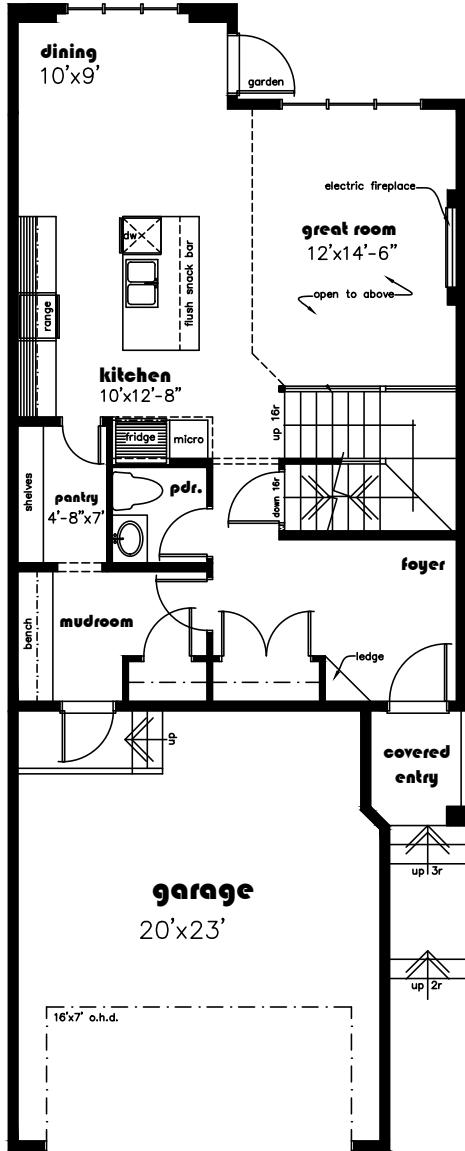 dining
10'x9'
garden
electric fireplace
great room
12'x14'-6"
open to above
dw
flush snack bar
range
kitchen
10'x12'-8"
up 16r
fridge
micro
shelves
pantry
4'-8"x7'
pdr.
down 16r
foyer
bench
mudroom
ledge
up
covered
entry
up 3r
garage
20'x23'
up 2r
16'x7' o.h.d.